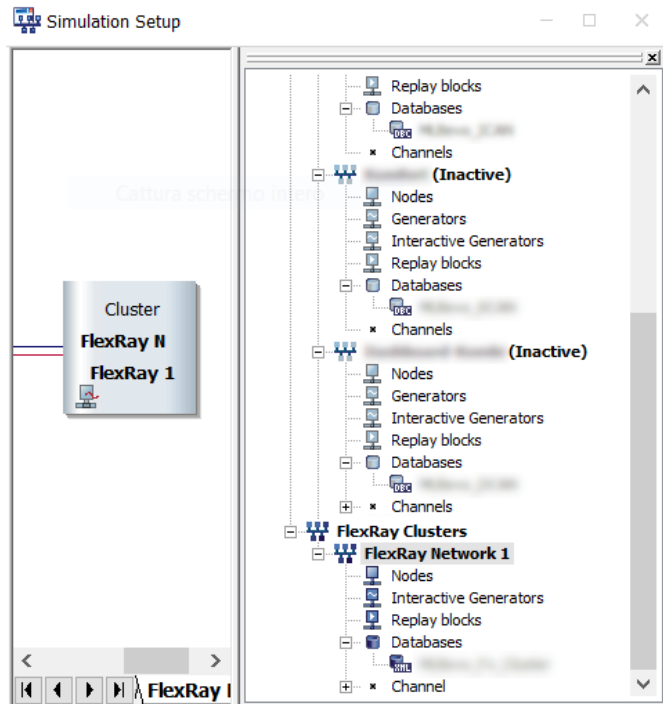 Simulation Setup
Replay blocks
Databases
DBC
Channels
(Inactive)
Nodes
Generators
Interactive Generators
Replay blocks
Databases
DBC
Channels
(Inactive)
Nodes
Generators
Interactive Generators
Replay blocks
Databases
DBC
Channels
FlexRay Clusters
FlexRay Network 1
Nodes
Interactive Generators
Replay blocks
Databases
XML
Channel
Cattura schermo intero
Cluster
FlexRay N
FlexRay 1
FlexRay